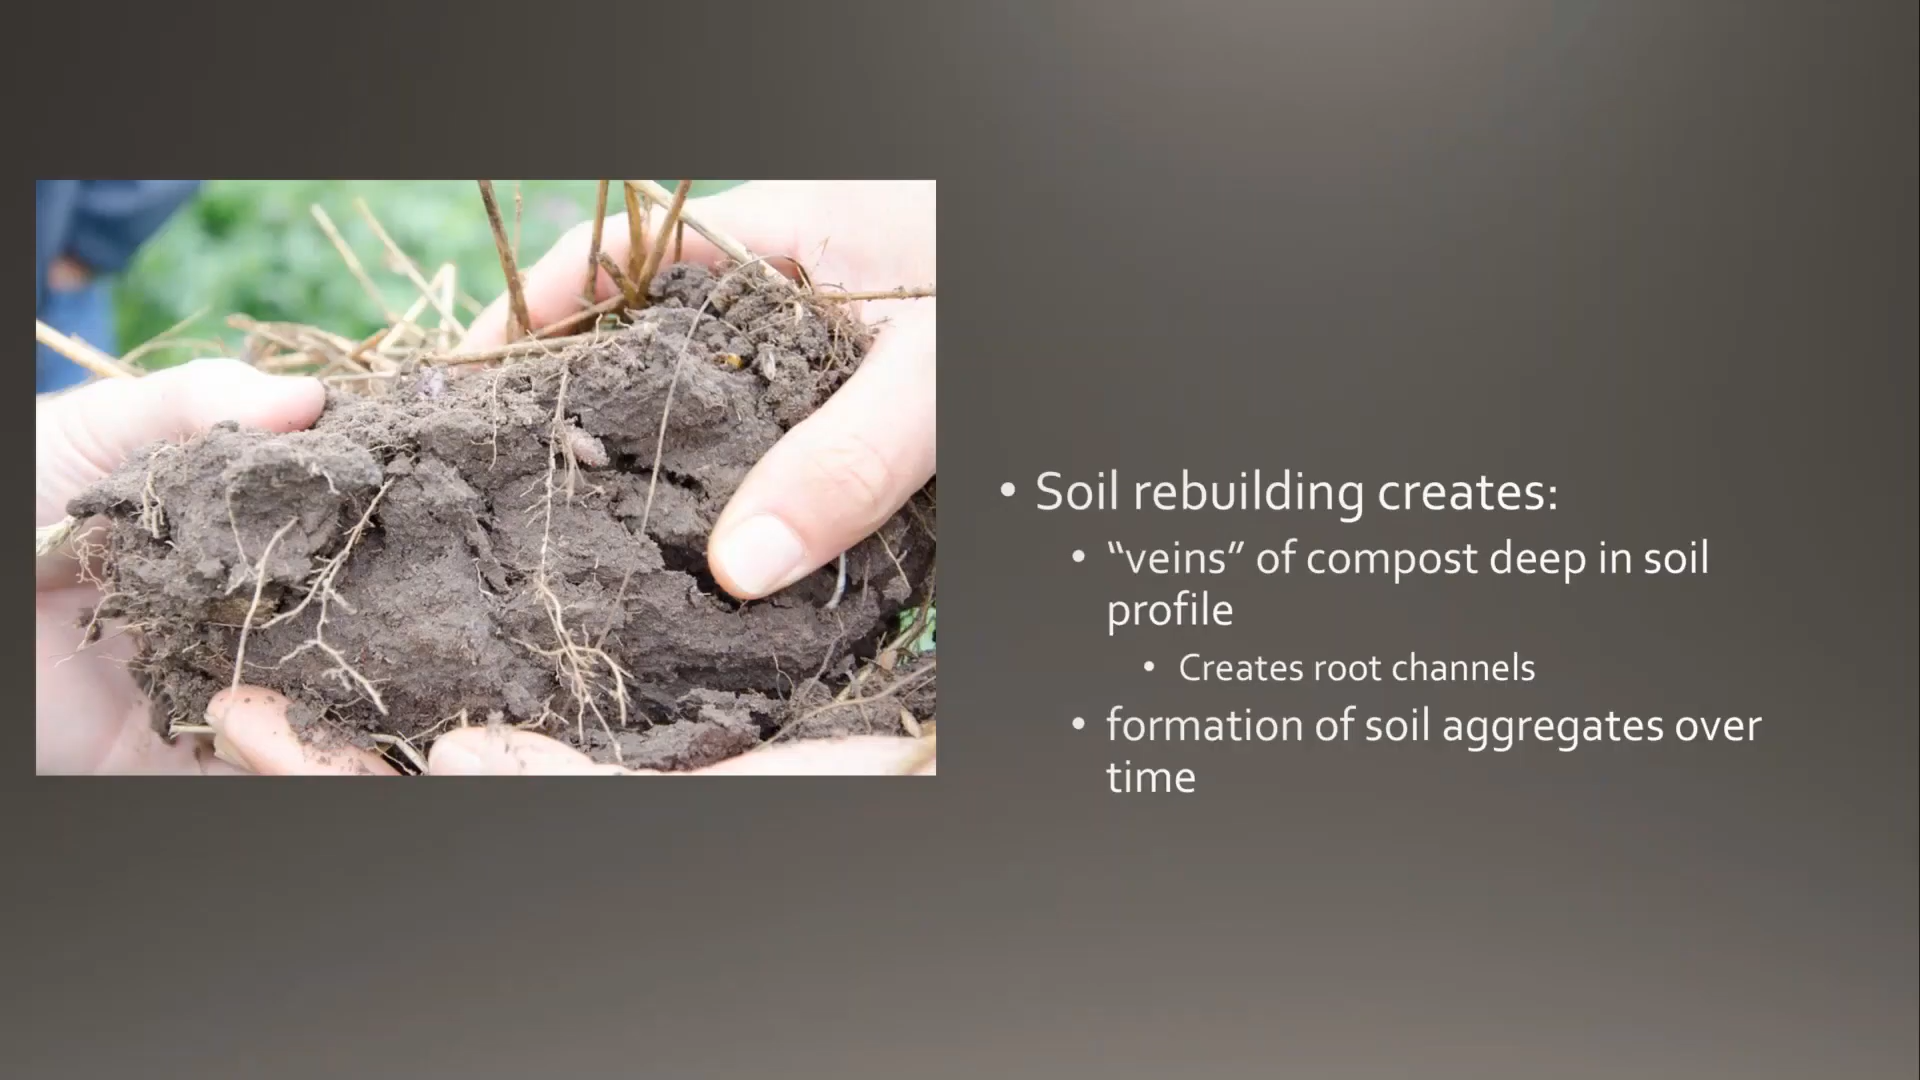 • Soil rebuilding creates:
• “veins” of compost deep in soil
profile
• Creates root channels
• formation of soil aggregates over
time